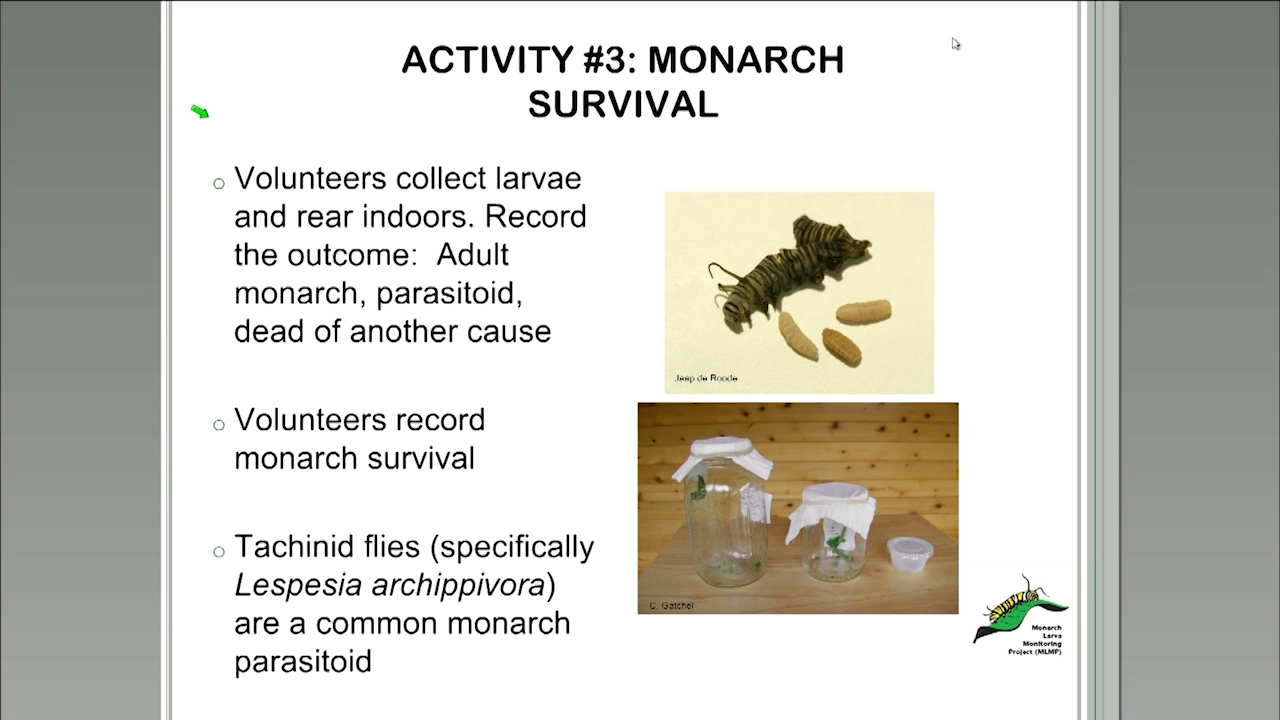 ACTIVITY #3: MONARCH
SURVIVAL
Volunteers collect larvae
and rear indoors. Record
the outcome: Adult
monarch, parasitoid,
dead of another cause
Volunteers record
monarch survival
Tachinid flies (specifically
Lespesia archippivora)
are a common monarch
parasitoid
Jaap de Roode
C. Gatchel
Monarch
Larva
Monitoring
Project (MLMP)